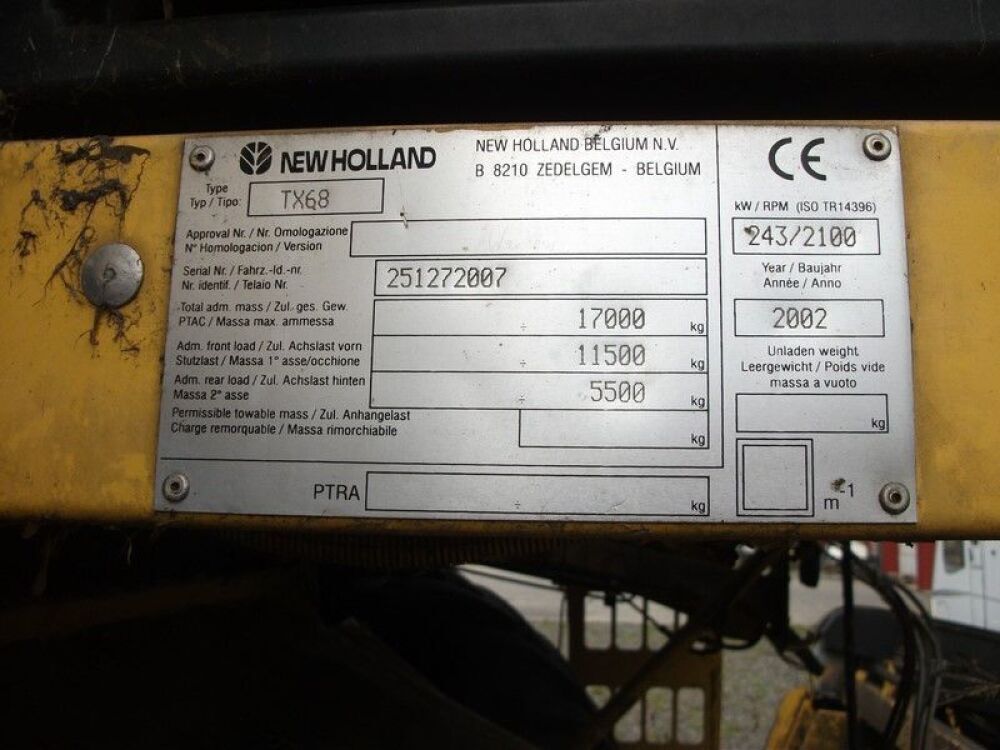 NEW HOLLAND
NEW HOLLAND BELGIUM N.V.
B 8210 ZEDELGEM - BELGIUM
CE
Type
Typ / Tipo:
TX68
Approval Nr. / Nr. Omologazione
N° Homologacion / Version
Serial Nr. / Fahrz.-Id.-nr.
Nr. identif. / Telaio Nr.
251272007
Total adm. mass / Zul. ges. Gew.
PTAC / Massa max. ammessa
÷ 17000 kg
Adm. front load / Zul. Achslast vorn
Stutzlast / Massa 1° asse/occhione
÷ 11500 kg
Adm. rear load / Zul. Achslast hinten
Massa 2° asse
÷ 5500 kg
Permissible towable mass / Zul. Anhangelast
Charge remorquable / Massa rimorchiabile
kg
PTRA
÷ kg
kW / RPM (ISO TR14396)
243/2100
Year / Baujahr
Année / Anno
2002
Unladen weight
Leergewicht / Poids vide
massa a vuoto
kg
m-1